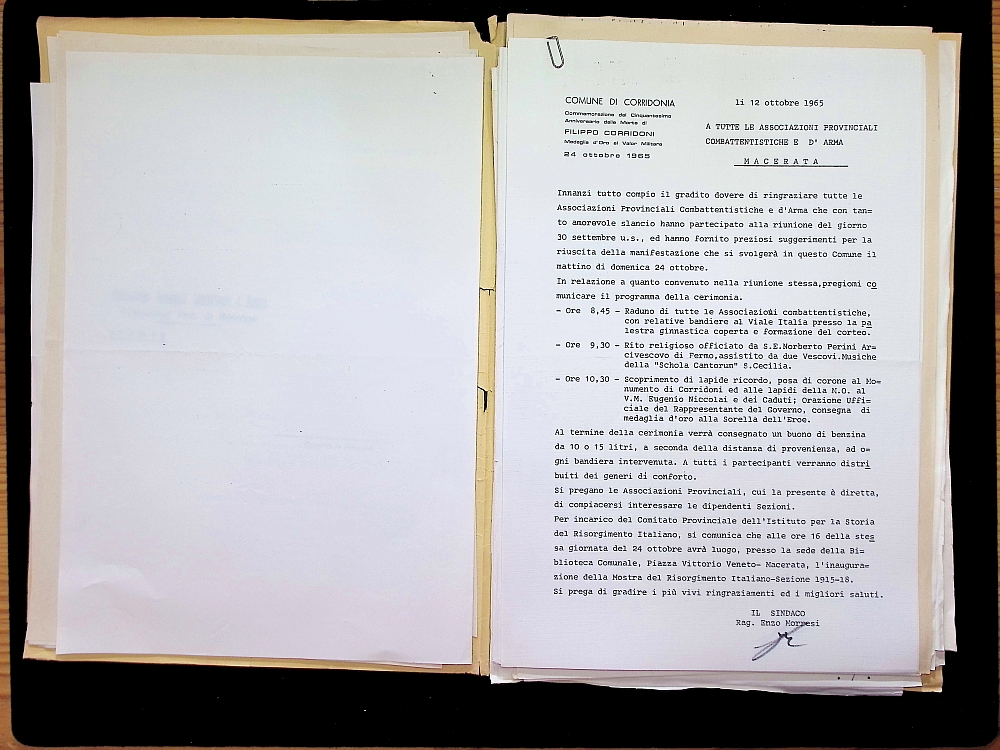 COMUNE DI CORRIDONIA
Commemorazione del Cinquantesimo
Anniversario della Morte di
FILIPPO CORRIDONI
Medaglia d'Oro al Valor Militare
24 ottobre 1965
li 12 ottobre 1965
A TUTTE LE ASSOCIAZIONI PROVINCIALI
COMBATTENTISTICHE E D' ARMA
MACERATA
Innanzi tutto compio il gradito dovere di ringraziare tutte le
Associazioni Provinciali Combattentistiche e d'Arma che con tan=
to amorevole slancio hanno partecipato alla riunione del giorno
30 settembre u.s., ed hanno fornito preziosi suggerimenti per la
riuscita della manifestazione che si svolgerà in questo Comune il
mattino di domenica 24 ottobre.
In relazione a quanto convenuto nella riunione stessa,pregiomi co
municare il programma della cerimonia.
- Ore 8,45 - Raduno di tutte le Associazioni combattentistiche,
con relative bandiere al Viale Italia presso la pa
lestra ginnastica coperta e formazione del corteo.
- Ore 9,30 - Rito religioso officiato da S.E.Norberto Perini Ar=
civescovo di Fermo,assistito da due Vescovi.Musiche
della "Schola Cantorum" S.Cecilia.
- Ore 10,30 - Scoprimento di lapide ricordo, posa di corone al Mo=
numento di Corridoni ed alle lapidi della M.O. al
V.M. Eugenio Niccolai e dei Caduti; Orazione Uffi=
ciale del Rappresentante del Governo, consegna di
medaglia d'oro alla Sorella dell'Eroe.
Al termine della cerimonia verrà consegnato un buono di benzina
da 10 o 15 litri, a seconda della distanza di provenienza, ad o=
gni bandiera intervenuta. A tutti i partecipanti verranno distri
buiti dei generi di conforto.
Si pregano le Associazioni Provinciali, cui la presente è diretta,
di compiacersi interessare le dipendenti Sezioni.
Per incarico del Comitato Provinciale dell'Istituto per la Storia
del Risorgimento Italiano, si comunica che alle ore 16 della stes
sa giornata del 24 ottobre avrà luogo, presso la sede della Bi=
blioteca Comunale, Piazza Vittorio Veneto- Macerata, l'inaugura=
zione della Mostra del Risorgimento Italiano-Sezione 1915-18.
Si prega di gradire i più vivi ringraziamenti ed i migliori saluti.
IL SINDACO
Rag. Enzo